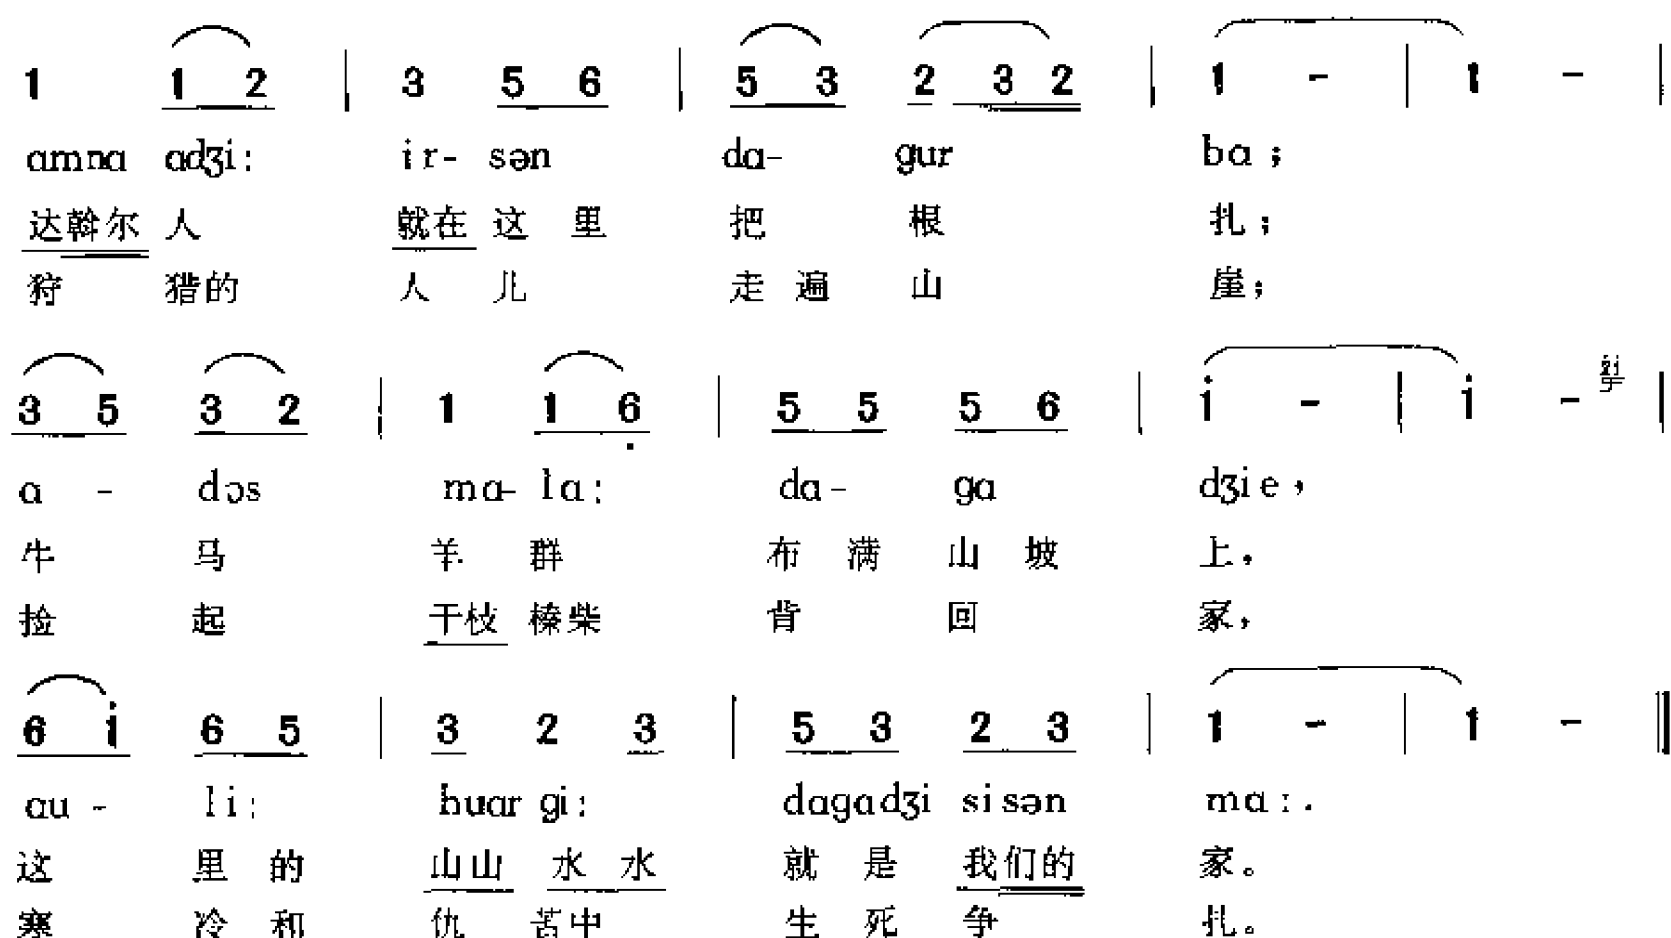 1 1 2 | 3 5 6 | 5 3 2 3 2 | 1 - | 1 - |
amna adʒi: ir- sən da- gur ba;
达斡尔人 就在这里 把根扎;
狩猎的人儿 走遍山崖;
3 5 3 2 | 1 1 6̣ | 5 5 5 6 | i - | i - |
a - dɔs ma- la: da- ga dʒie,
牛马羊群布满山坡上,
捡起干枝榛柴背回家,
6 i 6 5 | 3 2 3 | 5 3 2 3 | 1 - | 1 - ‖
au - li: huar gi: dagadʒi sisən ma:.
这里的山山水水就是我们的家。
寒冷和仇苦中生死争扎。